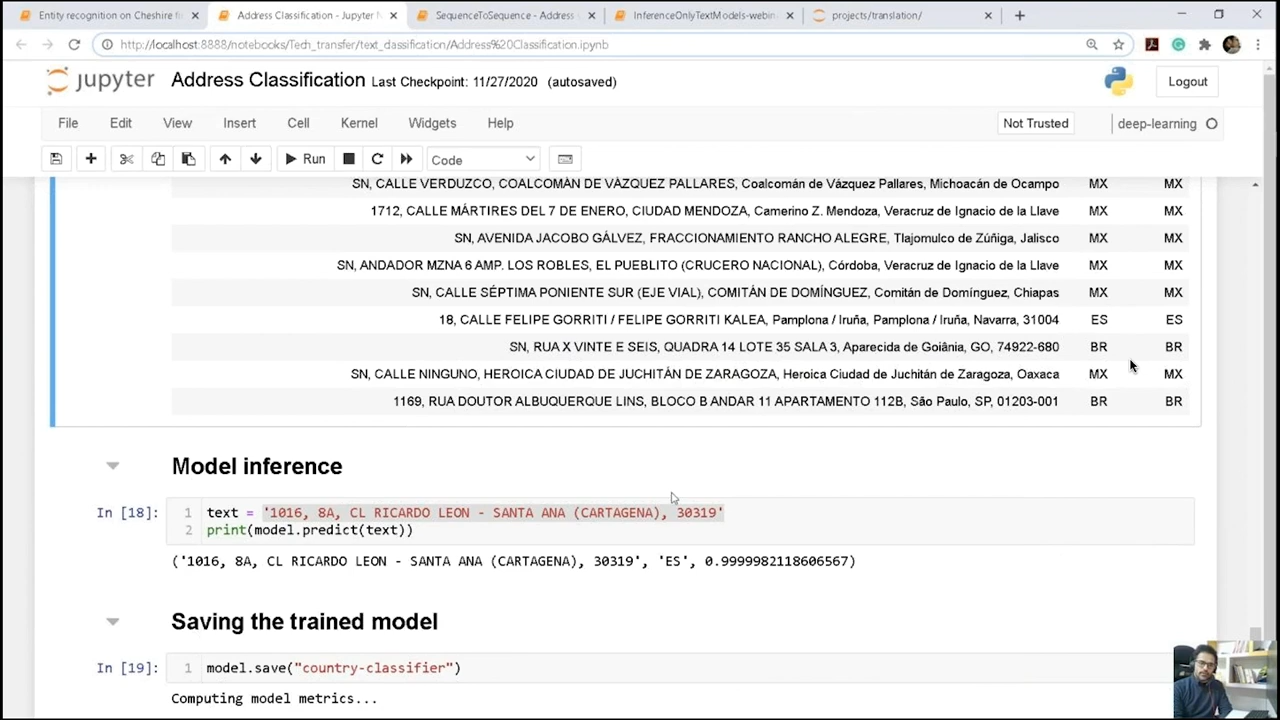 Entity recognition on Cheshire fi
Address Classification - Jupyter N
SequenceToSequence - Address
InferenceOnlyTextModels-webin
projects/translation/
http://localhost:8888/notebooks/Tech_transfer/text_classification/Address%20Classification.ipynb
jupyter Address Classification Last Checkpoint: 11/27/2020 (autosaved) Logout
File Edit View Insert Cell Kernel Widgets Help Not Trusted deep-learning
Run Code
SN, CALLE VERDUZCO, COALCOMÁN DE VÁZQUEZ PALLARES, Coalcomán de Vázquez Pallares, Michoacán de Ocampo MX MX
1712, CALLE MÁRTIRES DEL 7 DE ENERO, CIUDAD MENDOZA, Camerino Z. Mendoza, Veracruz de Ignacio de la Llave MX MX
SN, AVENIDA JACOBO GÁLVEZ, FRACCIONAMIENTO RANCHO ALEGRE, Tlajomulco de Zúñiga, Jalisco MX MX
SN, ANDADOR MZNA 6 AMP. LOS ROBLES, EL PUEBLITO (CRUCERO NACIONAL), Córdoba, Veracruz de Ignacio de la Llave MX MX
SN, CALLE SÉPTIMA PONIENTE SUR (EJE VIAL), COMITÁN DE DOMÍNGUEZ, Comitán de Domínguez, Chiapas MX MX
18, CALLE FELIPE GORRITI / FELIPE GORRITI KALEA, Pamplona / Iruña, Pamplona / Iruña, Navarra, 31004 ES ES
SN, RUA X VINTE E SEIS, QUADRA 14 LOTE 35 SALA 3, Aparecida de Goiânia, GO, 74922-680 BR BR
SN, CALLE NINGUNO, HEROICA CIUDAD DE JUCHITÁN DE ZARAGOZA, Heroica Ciudad de Juchitán de Zaragoza, Oaxaca MX MX
1169, RUA DOUTOR ALBUQUERQUE LINS, BLOCO B ANDAR 11 APARTAMENTO 112B, São Paulo, SP, 01203-001 BR BR
Model inference
In [18]: 1 text = '1016, 8A, CL RICARDO LEON - SANTA ANA (CARTAGENA), 30319'
2 print(model.predict(text))
('1016, 8A, CL RICARDO LEON - SANTA ANA (CARTAGENA), 30319', 'ES', 0.9999982118606567)
Saving the trained model
In [19]: 1 model.save("country-classifier")
Computing model metrics...